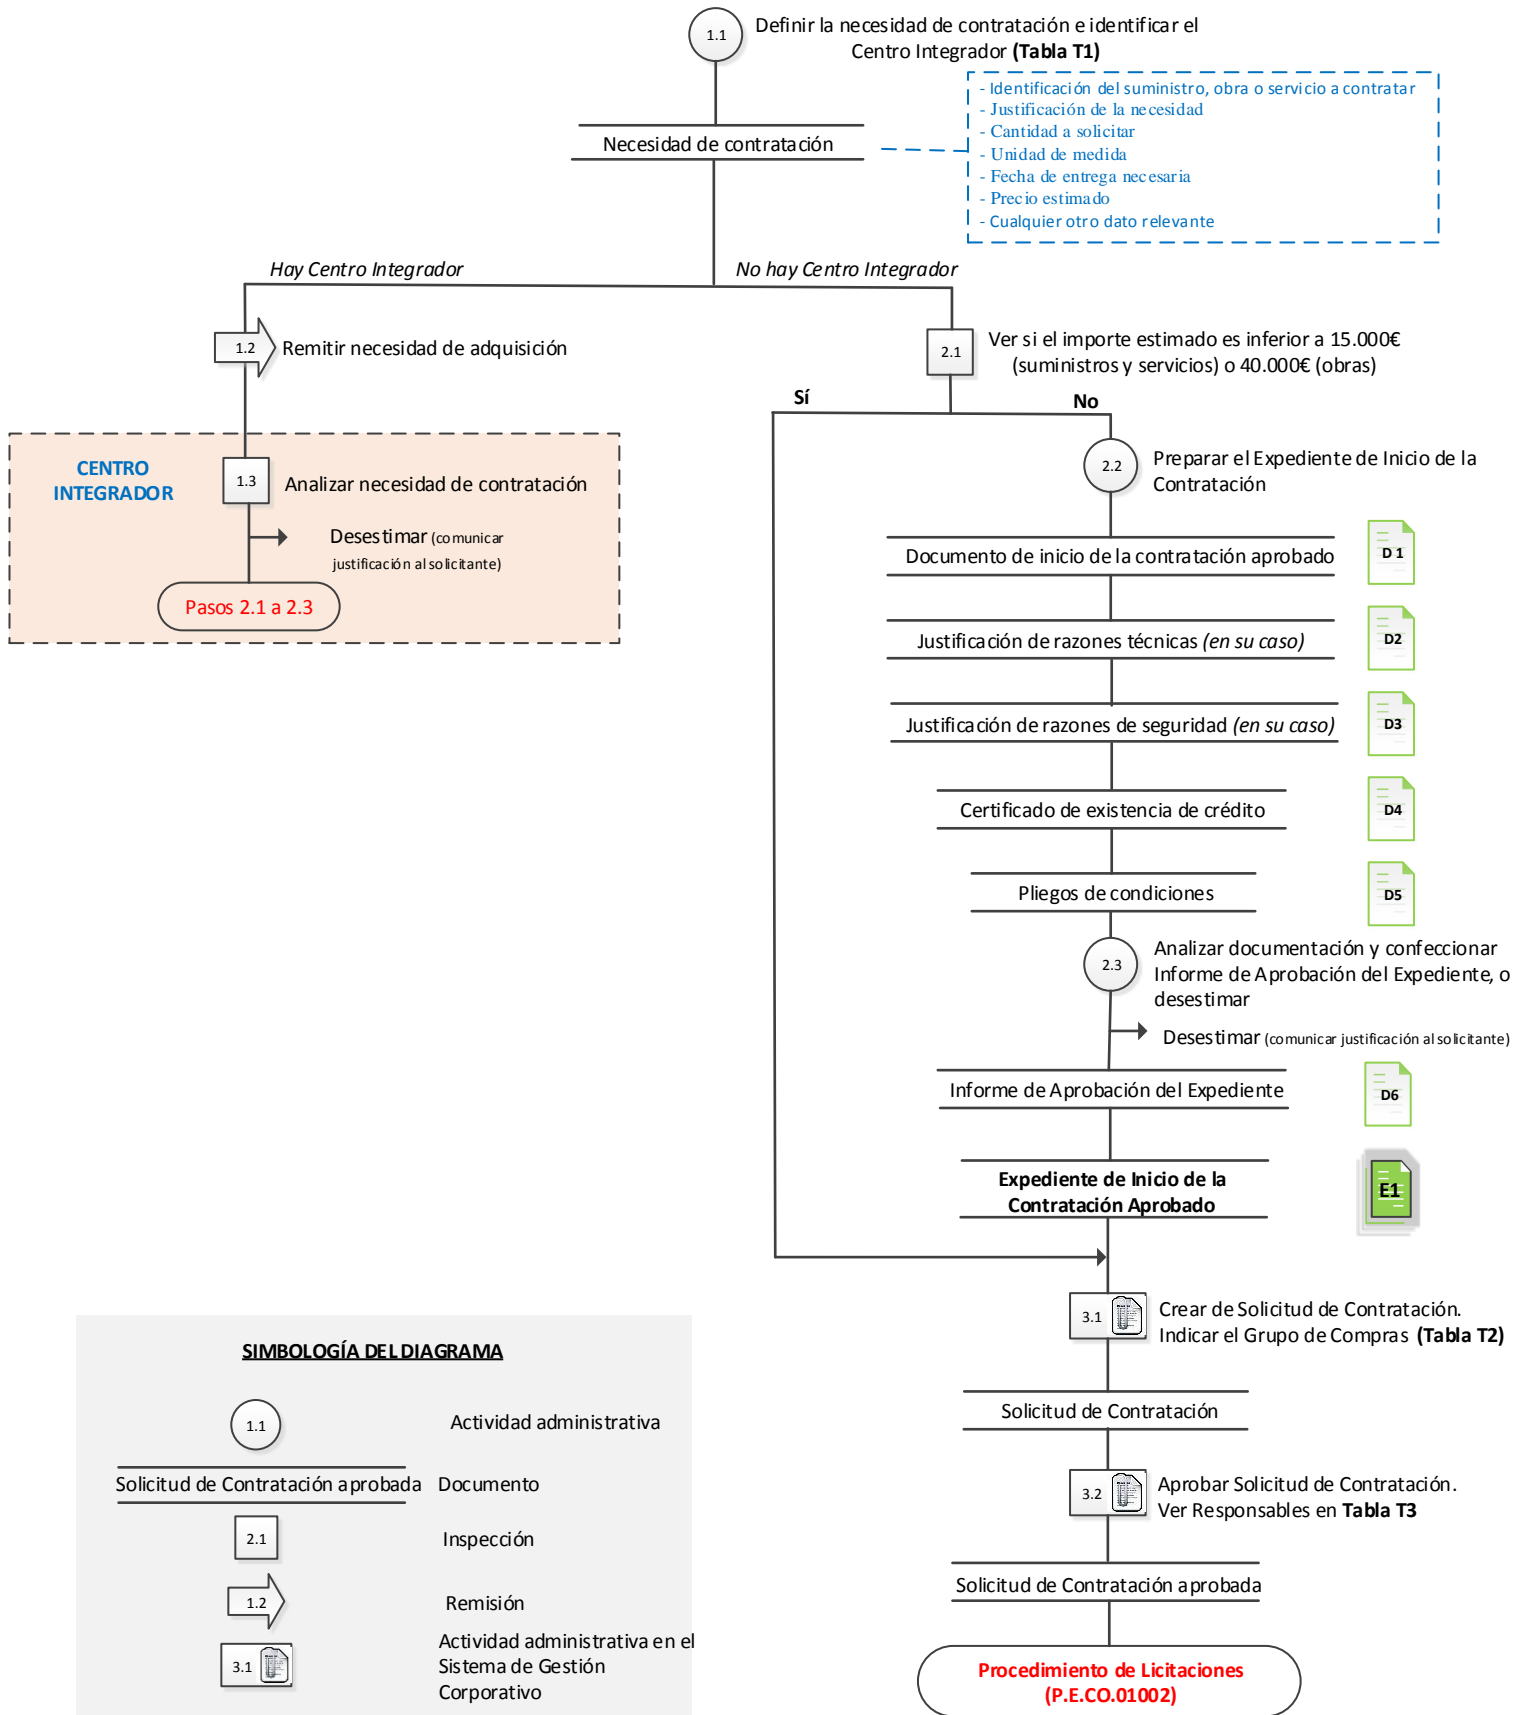 1.1
Definir la necesidad de contratación e identificar el
Centro Integrador (Tabla T1)
- Identificación del suministro, obra o servicio a contratar
- Justificación de la necesidad
- Cantidad a solicitar
- Unidad de medida
- Fecha de entrega necesaria
- Precio estimado
- Cualquier otro dato relevante
Necesidad de contratación
Hay Centro Integrador
No hay Centro Integrador
1.2
Remitir necesidad de adquisición
2.1
Ver si el importe estimado es inferior a 15.000€
(suministros y servicios) o 40.000€ (obras)
Sí
No
CENTRO
INTEGRADOR
1.3
Analizar necesidad de contratación
Desestimar (comunicar
justificación al solicitante)
Pasos 2.1 a 2.3
2.2
Preparar el Expediente de Inicio de la
Contratación
Documento de inicio de la contratación aprobado
D 1
Justificación de razones técnicas (en su caso)
D2
Justificación de razones de seguridad (en su caso)
D3
Certificado de existencia de crédito
D4
Pliegos de condiciones
D5
2.3
Analizar documentación y confeccionar
Informe de Aprobación del Expediente, o
desestimar
Desestimar (comunicar justificación al solicitante)
Informe de Aprobación del Expediente
D6
Expediente de Inicio de la
Contratación Aprobado
E1
3.1
Crear de Solicitud de Contratación.
Indicar el Grupo de Compras (Tabla T2)
Solicitud de Contratación
3.2
Aprobar Solicitud de Contratación.
Ver Responsables en Tabla T3
Solicitud de Contratación aprobada
Procedimiento de Licitaciones
(P.E.CO.01002)
SIMBOLOGÍA DEL DIAGRAMA
1.1
Actividad administrativa
Solicitud de Contratación aprobada
Documento
2.1
Inspección
1.2
Remisión
3.1
Actividad administrativa en el
Sistema de Gestión
Corporativo